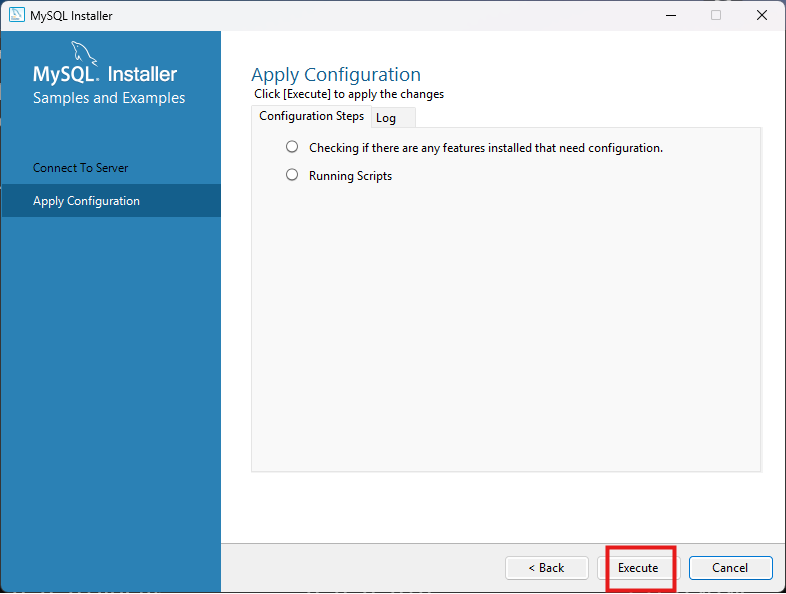 MySQL Installer
MySQL. Installer
Samples and Examples
Connect To Server
Apply Configuration
Apply Configuration
Click [Execute] to apply the changes
Configuration Steps
Log
Checking if there are any features installed that need configuration.
Running Scripts
< Back
Execute
Cancel